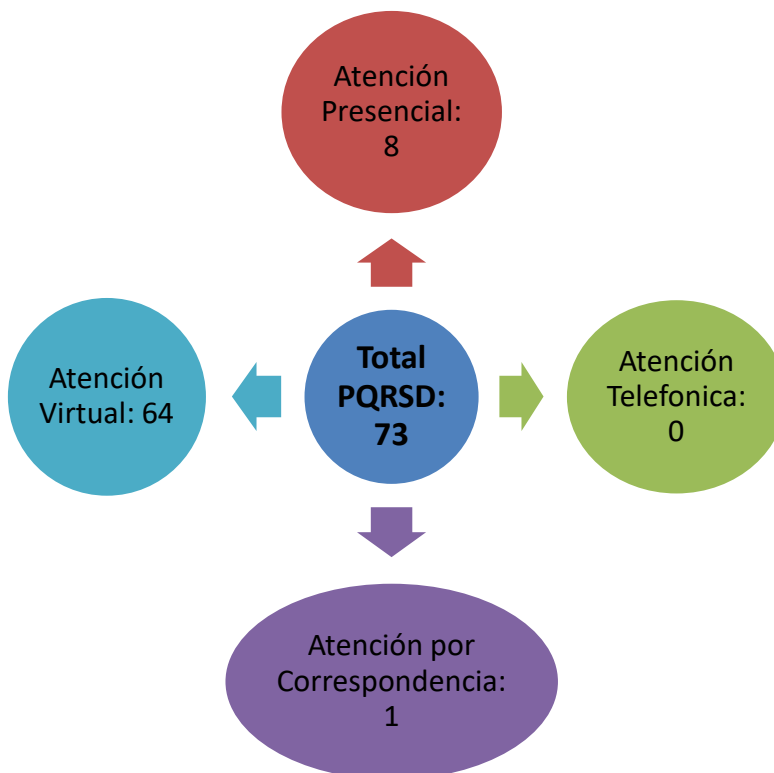 Atención
Presencial:
8
Atención
Virtual: 64
Total
PQRSD:
73
Atención
Telefonica:
0
Atención por
Correspondencia:
1